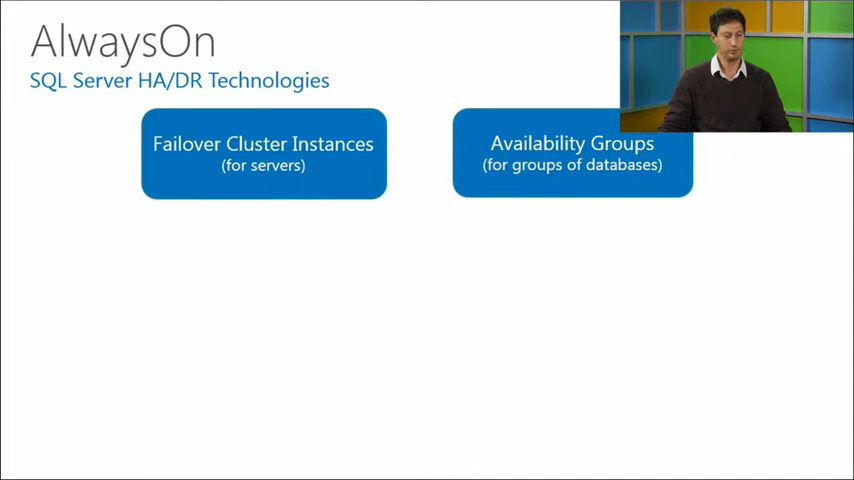 AlwaysOn
SQL Server HA/DR Technologies
Failover Cluster Instances
(for servers)
Availability Groups
(for groups of databases)